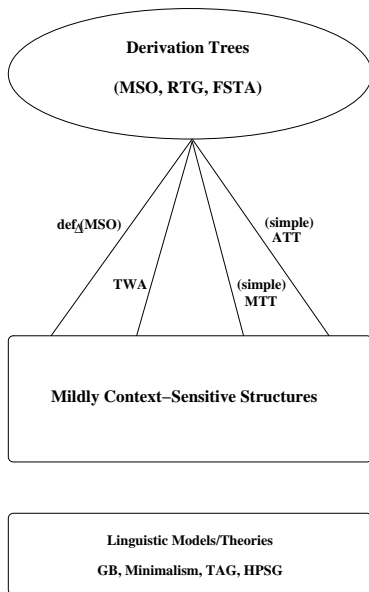 Derivation Trees
(MSO, RTG, FSTA)
defΔ(MSO)
(simple)
ATT
TWA
(simple)
MTT
Mildly Context−Sensitive Structures
Linguistic Models/Theories
GB, Minimalism, TAG, HPSG